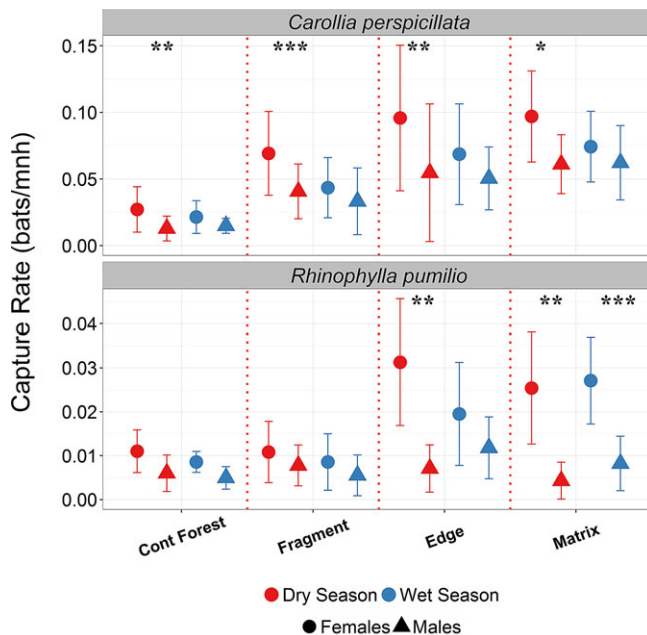 Carollia perspicillata
** *** ** *
0.15
0.10
0.05
0.00
Rhinophylla pumilio
** ** ***
0.04
0.03
0.02
0.01
0.00
Capture Rate (bats/mnh)
Cont Forest Fragment Edge Matrix
Dry Season Wet Season
Females Males